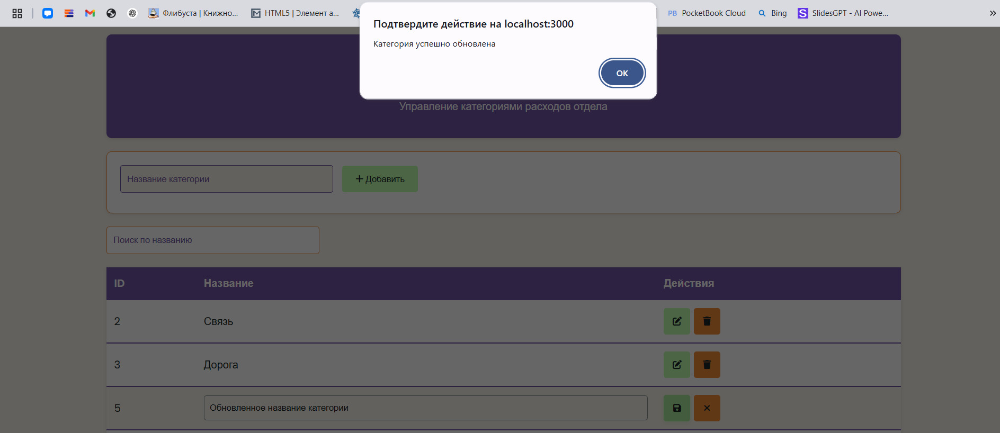 Флибуста | Книжно...
HTML5 | Элемент a...
PB PocketBook Cloud
Bing
S SlidesGPT - AI Powe...
Подтвердите действие на localhost:3000
Категория успешно обновлена
ОК
Управление категориями расходов отдела
Название категории
+ Добавить
Поиск по названию
ID Название Действия
2 Связь
3 Дорога
5 Обновленное название категории